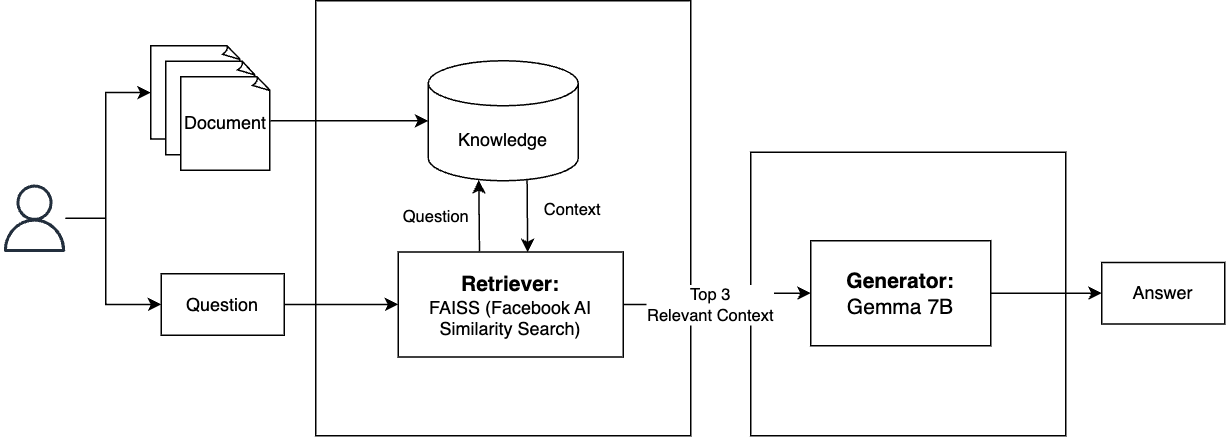 Document
Knowledge
Question
Context
Question
Retriever:
FAISS (Facebook AI
Similarity Search)
Top 3
Relevant Context
Generator:
Gemma 7B
Answer